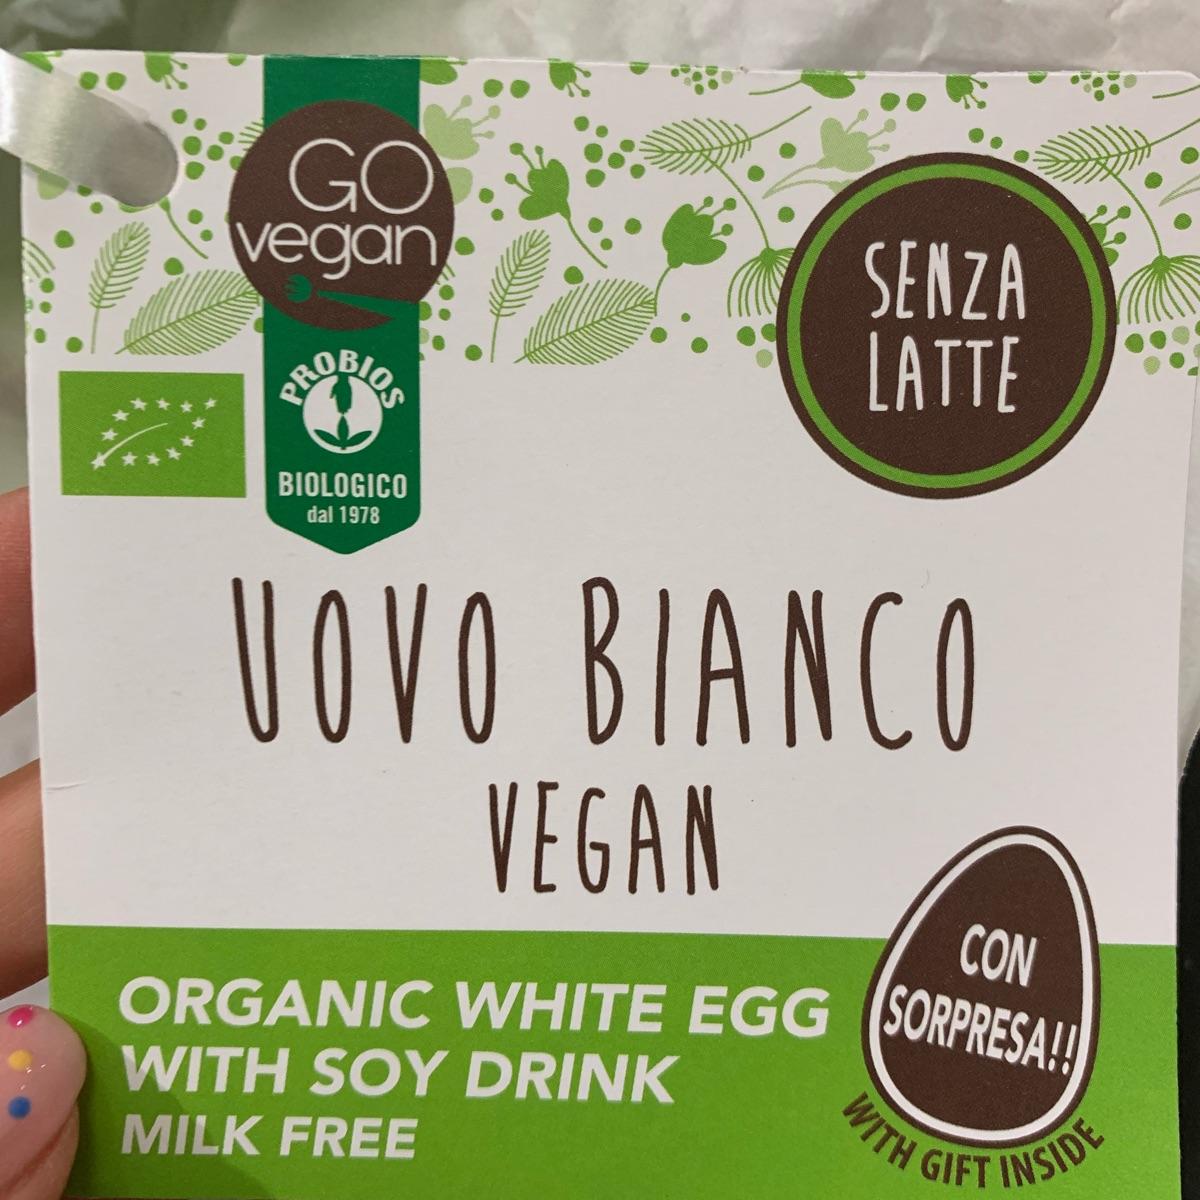 GO
vegan
SENZA
LATTE
PROBIOS
BIOLOGICO
dal 1978
UOVO BIANCO
VEGAN
CON
SORPRESA!!
WITH GIFT INSIDE
ORGANIC WHITE EGG
WITH SOY DRINK
MILK FREE